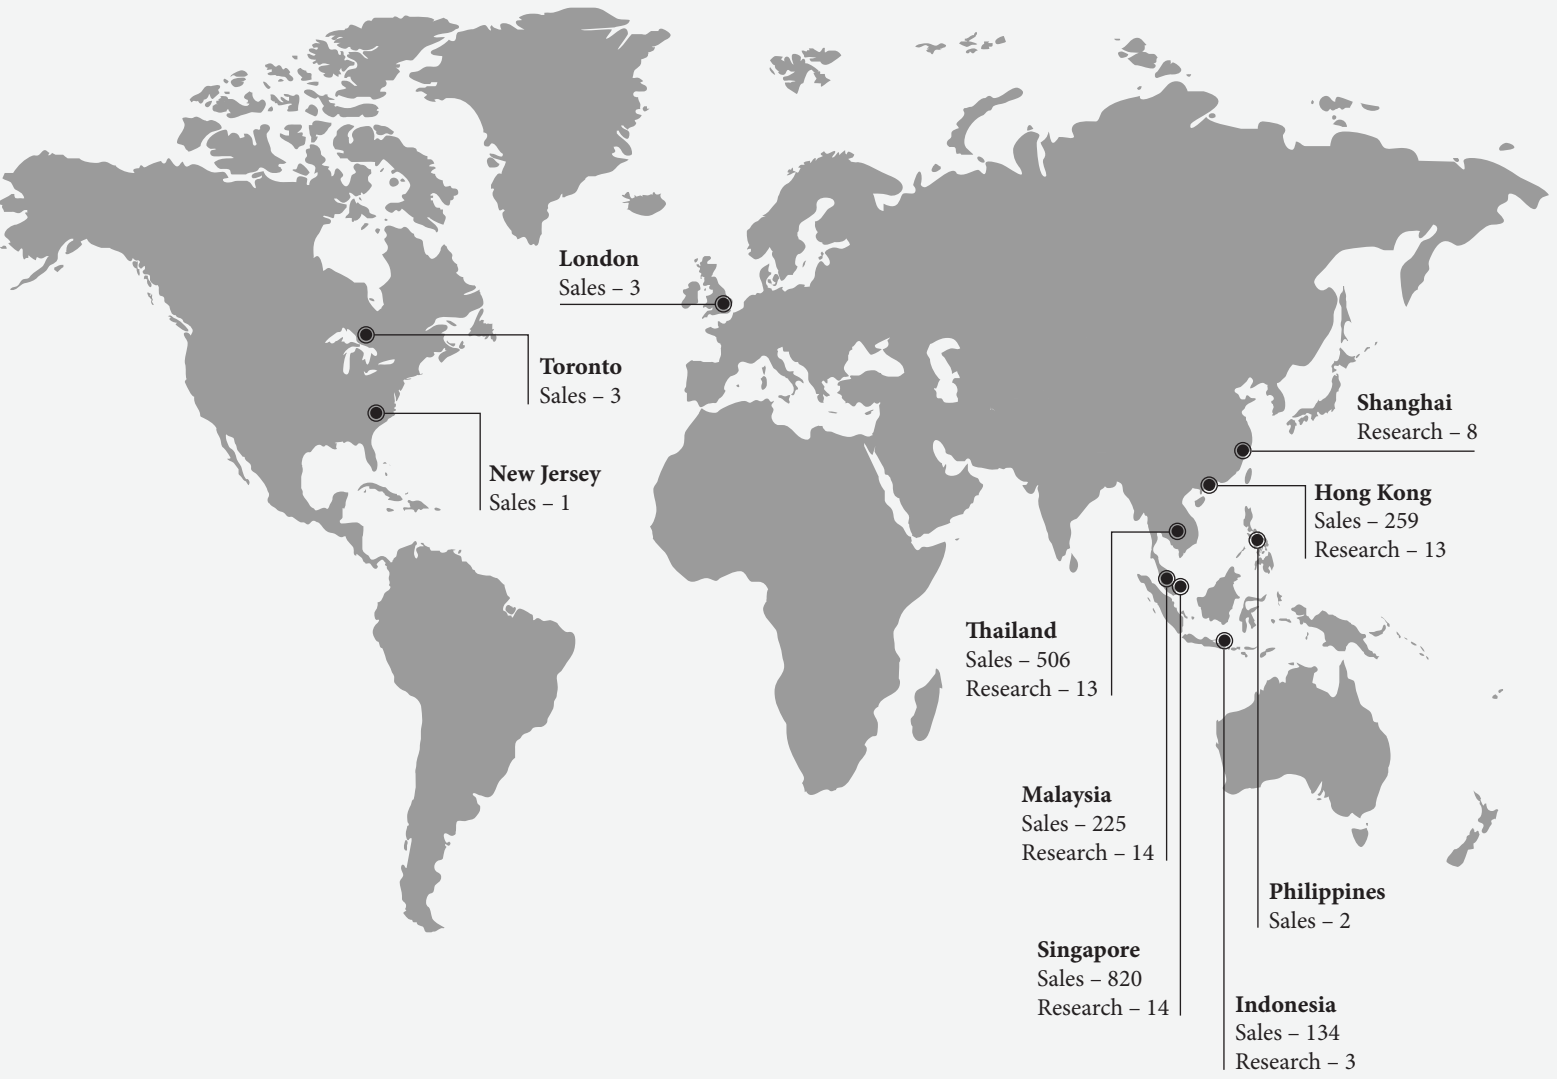 London
Sales – 3
Toronto
Sales – 3
New Jersey
Sales – 1
Shanghai
Research – 8
Hong Kong
Sales – 259
Research – 13
Thailand
Sales – 506
Research – 13
Malaysia
Sales – 225
Research – 14
Philippines
Sales – 2
Singapore
Sales – 820
Research – 14
Indonesia
Sales – 134
Research – 3